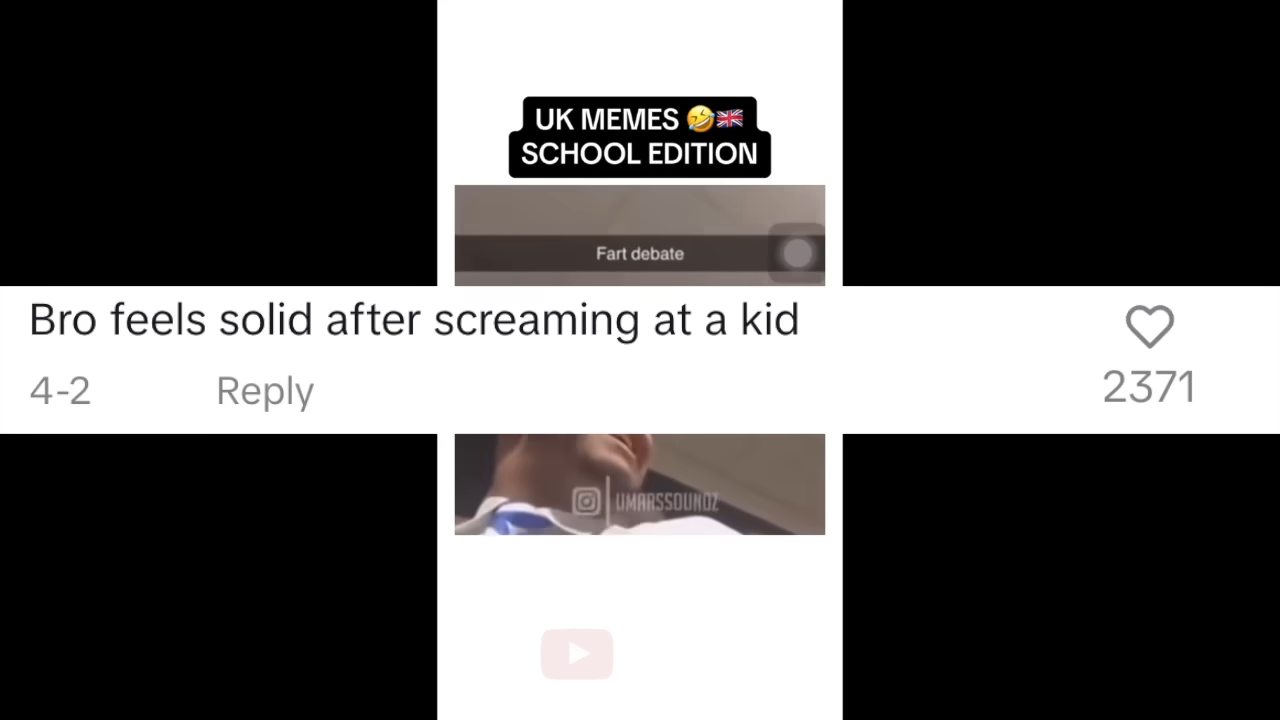 UK MEMES 🤣🇬🇧
SCHOOL EDITION
Fart debate
Bro feels solid after screaming at a kid
4-2 Reply
2371
UMARSSOUNDZ